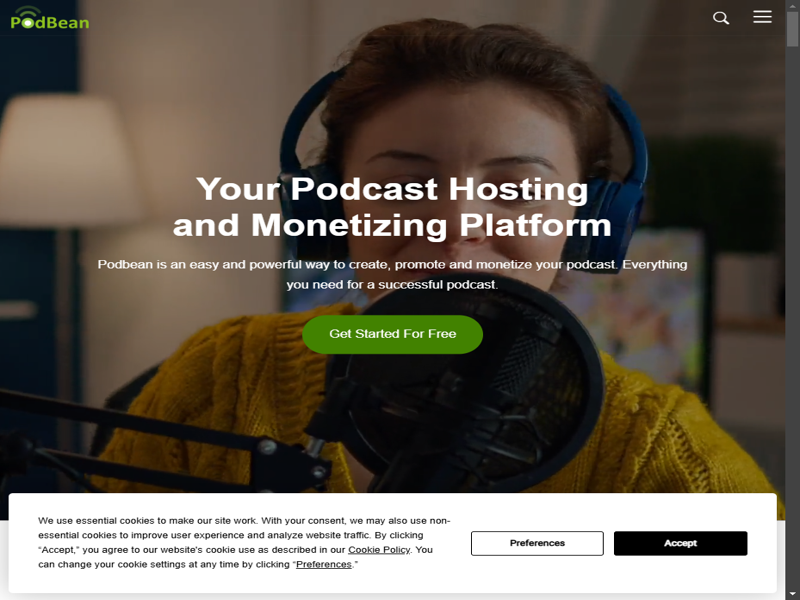 PodBean
Your Podcast Hosting
and Monetizing Platform
Podbean is an easy and powerful way to create, promote and monetize your podcast. Everything
you need for a successful podcast.
Get Started For Free
We use essential cookies to make our site work. With your consent, we may also use non-
essential cookies to improve user experience and analyze website traffic. By clicking
“Accept,” you agree to our website's cookie use as described in our Cookie Policy. You
can change your cookie settings at any time by clicking “Preferences.”
Preferences
Accept